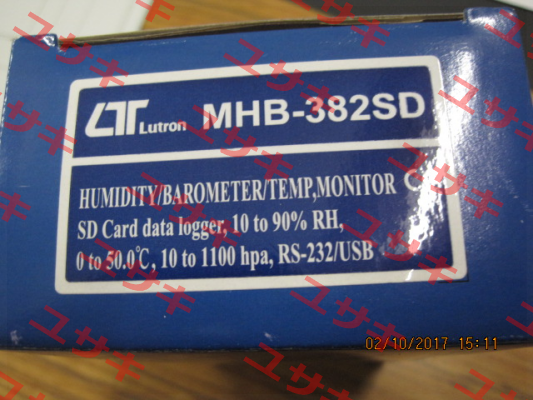 Lutron MHB-382SD
HUMIDITY/BAROMETER/TEMP,MONITOR CE
SD Card data logger, 10 to 90% RH,
0 to 50.0℃, 10 to 1100 hpa, RS-232/USB
02/10/2017 15:11
ユサキ